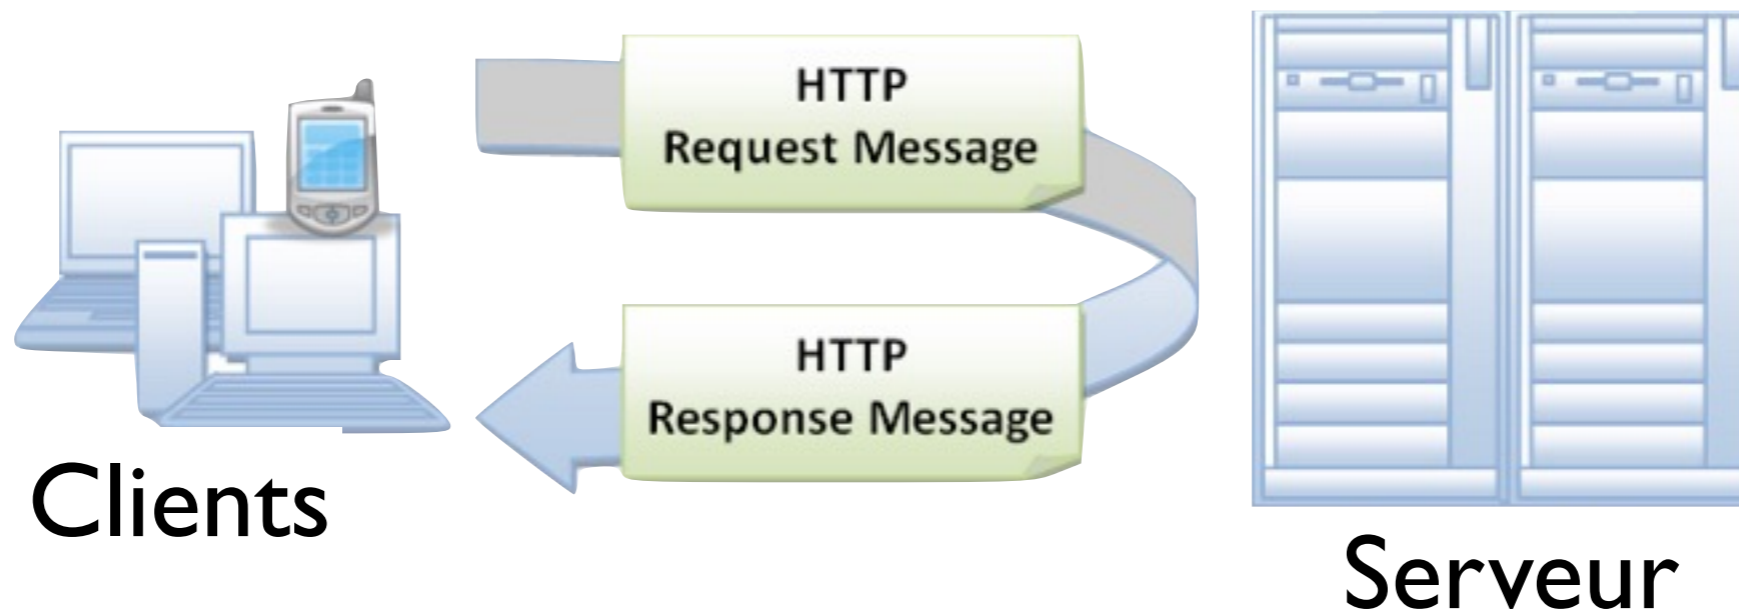 HTTP
Request Message
HTTP
Response Message
Clients
Serveur